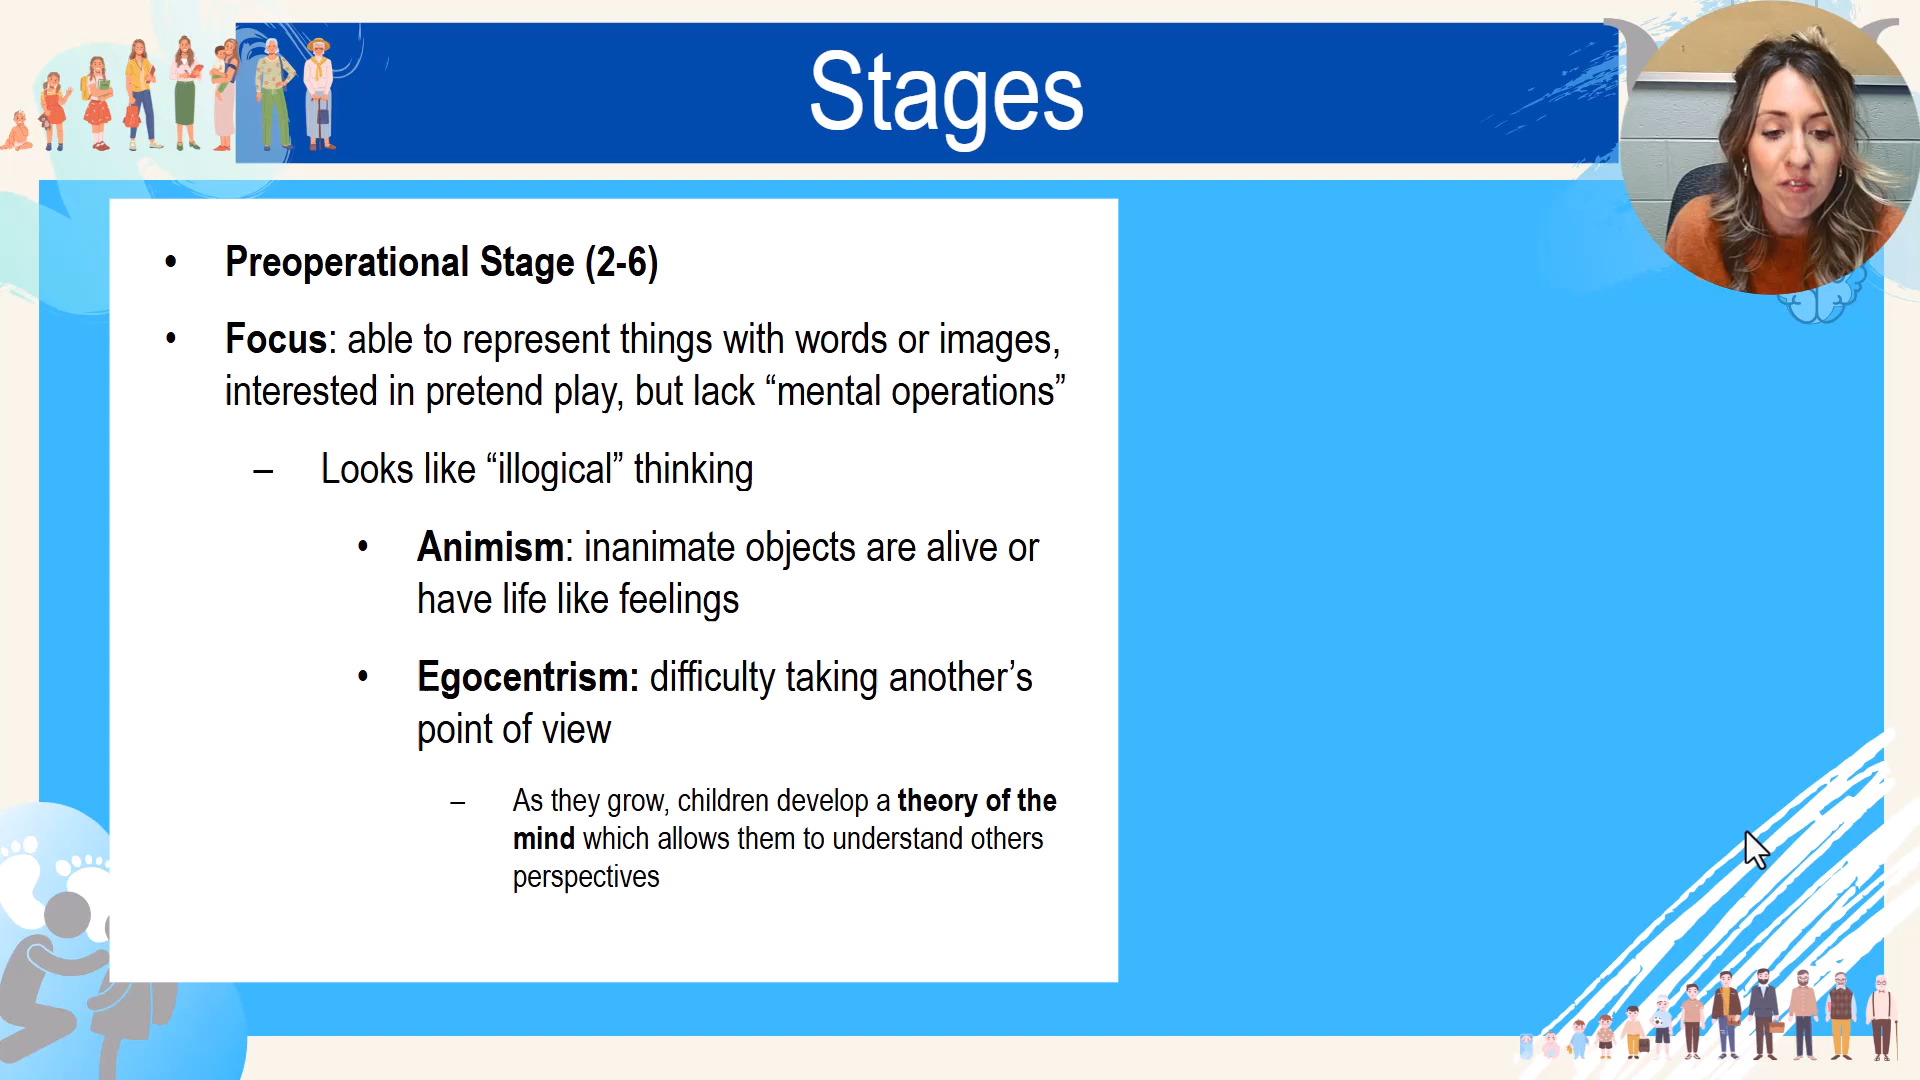 Stages
• Preoperational Stage (2-6)
• Focus: able to represent things with words or images,
interested in pretend play, but lack “mental operations”
– Looks like “illogical” thinking
• Animism: inanimate objects are alive or
have life like feelings
• Egocentrism: difficulty taking another’s
point of view
– As they grow, children develop a theory of the
mind which allows them to understand others
perspectives